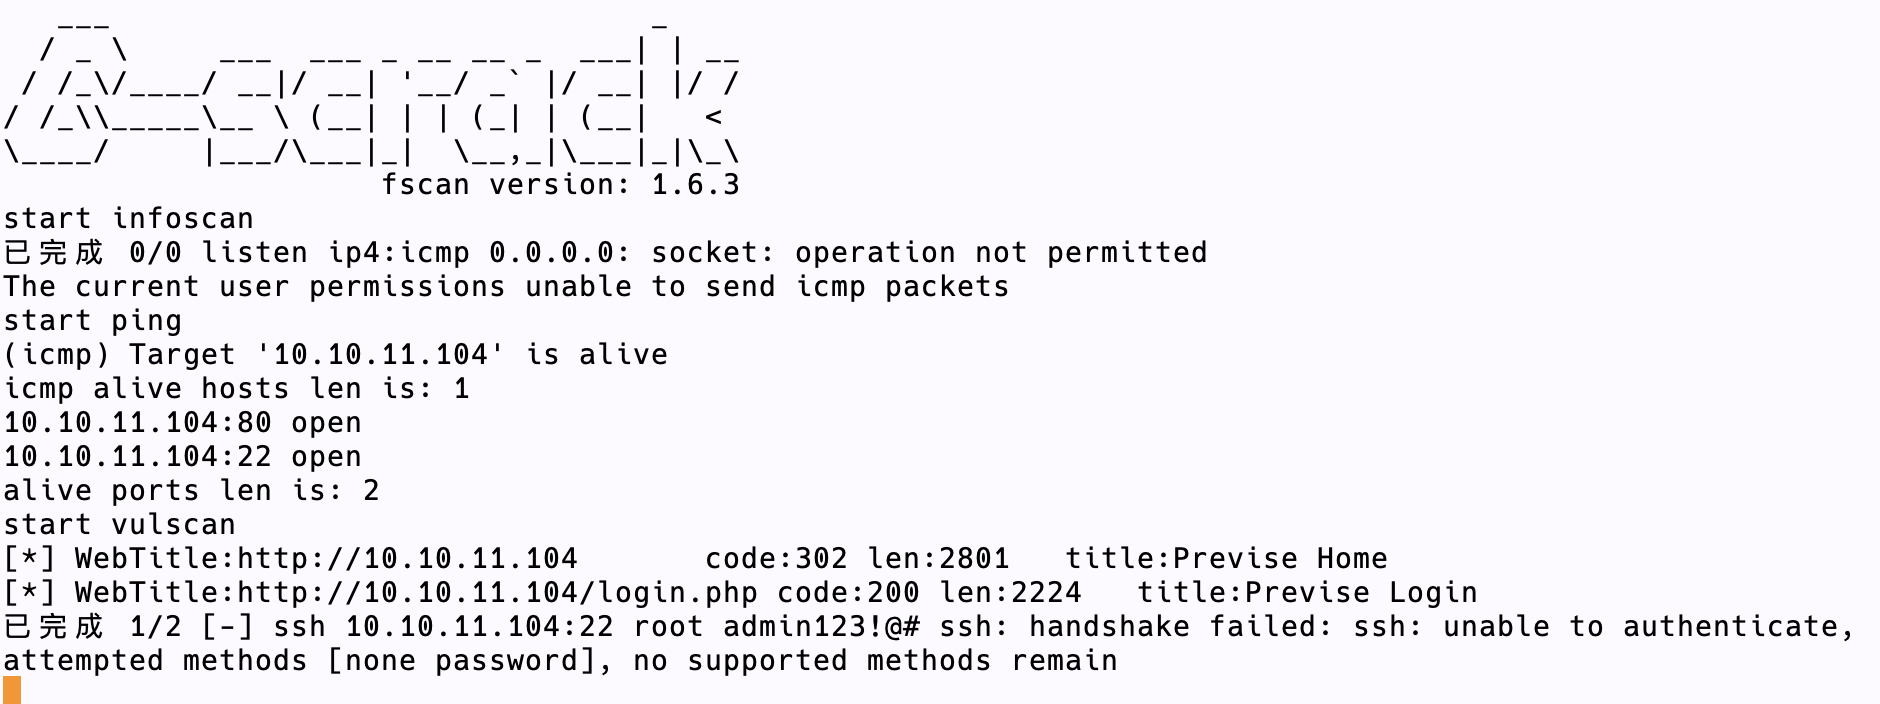 ___                              _
  / _ \     ___  ___ _ __ __ _  ___| | __
 / /_\/____/ __|/ __| '__/ _` |/ __| |/ /
/ /_\\_____\__ \ (__| | | (_| | (__|   <
\____/     |___/\___|_|  \__,_|\___|_|\_\
                     fscan version: 1.6.3
start infoscan
已完成 0/0 listen ip4:icmp 0.0.0.0: socket: operation not permitted
The current user permissions unable to send icmp packets
start ping
(icmp) Target '10.10.11.104' is alive
icmp alive hosts len is: 1
10.10.11.104:80 open
10.10.11.104:22 open
alive ports len is: 2
start vulscan
[*] WebTitle:http://10.10.11.104       code:302 len:2801   title:Previse Home
[*] WebTitle:http://10.10.11.104/login.php code:200 len:2224   title:Previse Login
已完成 1/2 [-] ssh 10.10.11.104:22 root admin123!@# ssh: handshake failed: ssh: unable to authenticate,
attempted methods [none password], no supported methods remain